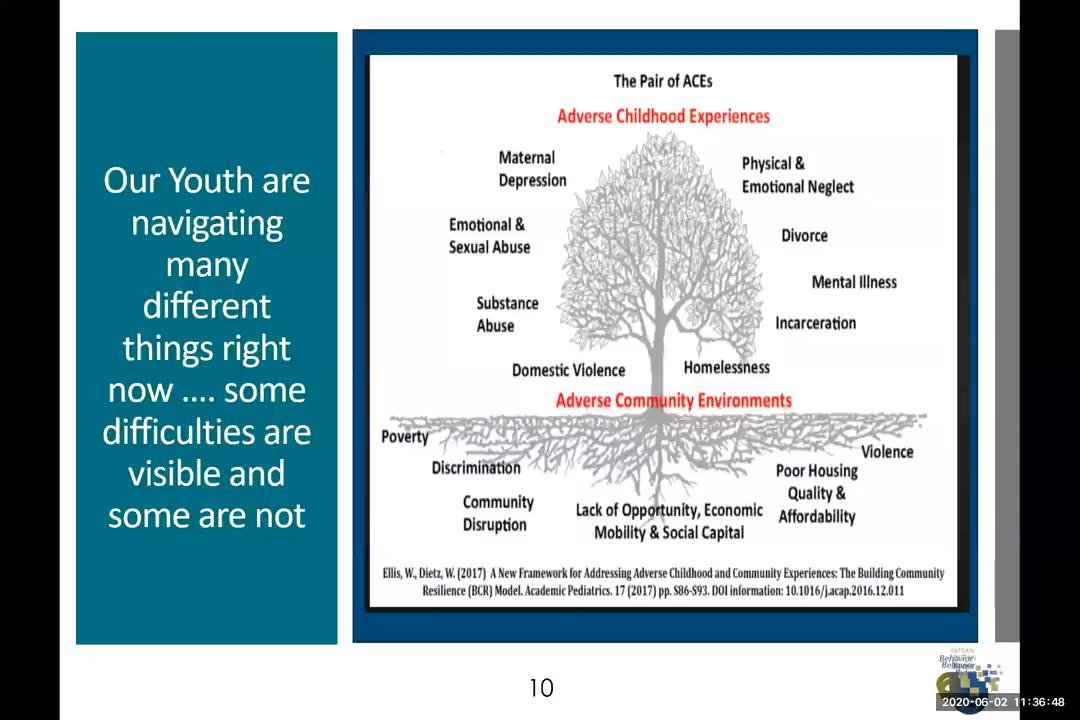 Our Youth are
navigating
many
different
things right
now .... some
difficulties are
visible and
some are not
The Pair of ACEs
Adverse Childhood Experiences
Maternal
Depression
Physical &
Emotional Neglect
Emotional &
Sexual Abuse
Divorce
Mental Illness
Substance
Abuse
Incarceration
Domestic Violence
Homelessness
Adverse Community Environments
Poverty
Violence
Discrimination
Poor Housing
Quality &
Affordability
Community
Disruption
Lack of Opportunity, Economic
Mobility & Social Capital
Ellis, W., Dietz, W. (2017) A New Framework for Addressing Adverse Childhood and Community Experiences: The Building Community
Resilience (BCR) Model. Academic Pediatrics. 17 (2017) pp. S86-S93. DOI information: 10.1016/j.acap.2016.12.011
10
Behavior
2020-06-02 11:36:48